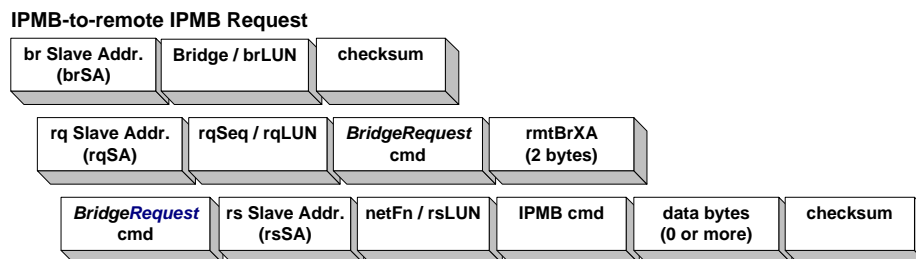 IPMB-to-remote IPMB Request
br Slave Addr. Bridge / brLUN checksum
(brSA)
rq Slave Addr. rqSeq / rqLUN BridgeRequest rmtBrXA
(rqSA) cmd (2 bytes)
BridgeRequest rs Slave Addr. netFn / rsLUN IPMB cmd data bytes checksum
cmd (rsSA) (0 or more)